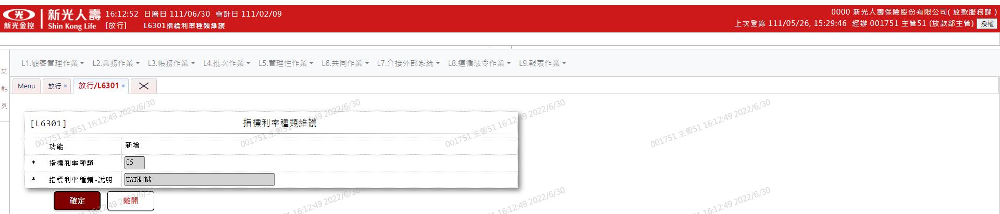 新光金控
新光人壽
Shin Kong Life
16:12:52 日曆日 111/06/30 會計日 111/02/09
[放行] L6301指標利率種類維護
0000 新光人壽保險股份有限公司( 放款服務課 )
上次登錄 111/05/26, 15:29:46 經辦 001751 主管51 (放款部主管) 授權
功能列
L1.顧客管理作業 L2.業務作業 L3.帳務作業 L4.批次作業 L5.管理性作業 L6.共同作業 L7.介接外部系統 L8.遵循法令作業 L9.報表作業
Menu 放行 × 放行/L6301 ×
[L6301] 指標利率種類維護
功能 新增
* 指標利率種類 05
* 指標利率種類-說明 UAT測試
確定 離開
001751 主管51 16:12:49 2022/6/30
001751 主管51 16:12:49 2022/6/30
001751 主管51 16:12:49 2022/6/30
001751 主管51 16:12:49 2022/6/30
16:12:49 2022/6/30
16:12:49 2022/6/30
16:12:49 2022/6/30
16:12:49 2022/6/30